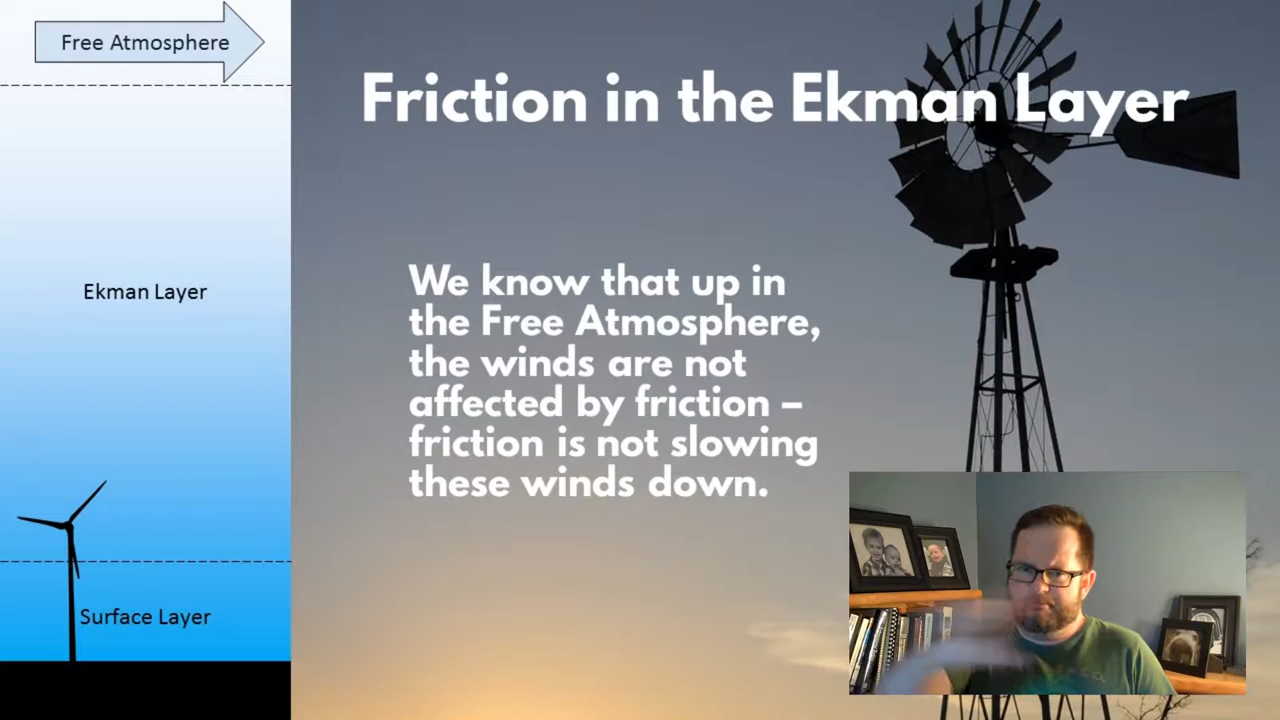 Free Atmosphere
Friction in the Ekman Layer
Ekman Layer
We know that up in
the Free Atmosphere,
the winds are not
affected by friction –
friction is not slowing
these winds down.
Surface Layer